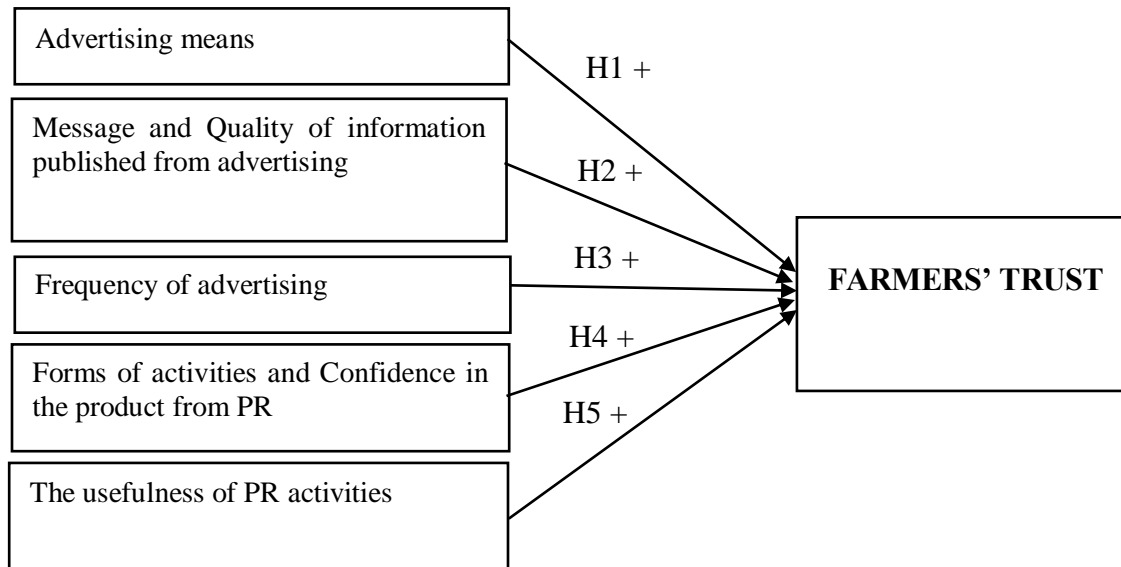 Advertising means
H1 +
Message and Quality of information
published from advertising
H2 +
Frequency of advertising
H3 +
FARMERS’ TRUST
Forms of activities and Confidence in
the product from PR
H4 +
The usefulness of PR activities
H5 +